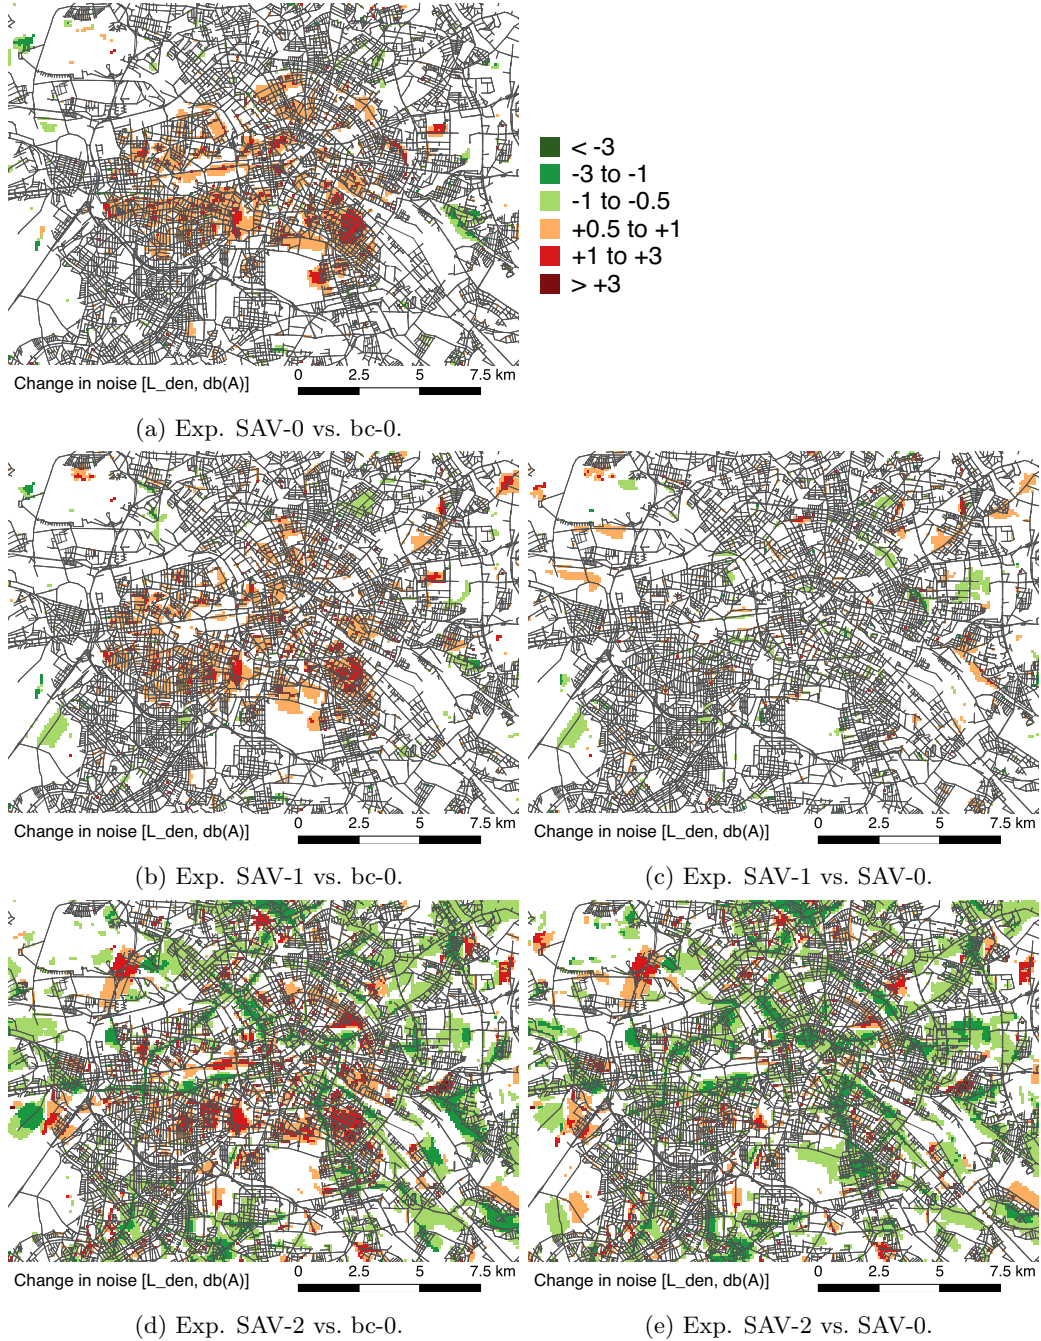 < -3
-3 to -1
-1 to -0.5
+0.5 to +1
+1 to +3
> +3
Change in noise [L_den, db(A)]
0 2.5 5 7.5 km
(a) Exp. SAV-0 vs. bc-0.
Change in noise [L_den, db(A)]
0 2.5 5 7.5 km
Change in noise [L_den, db(A)]
0 2.5 5 7.5 km
(b) Exp. SAV-1 vs. bc-0.
(c) Exp. SAV-1 vs. SAV-0.
Change in noise [L_den, db(A)]
0 2.5 5 7.5 km
Change in noise [L_den, db(A)]
0 2.5 5 7.5 km
(d) Exp. SAV-2 vs. bc-0.
(e) Exp. SAV-2 vs. SAV-0.